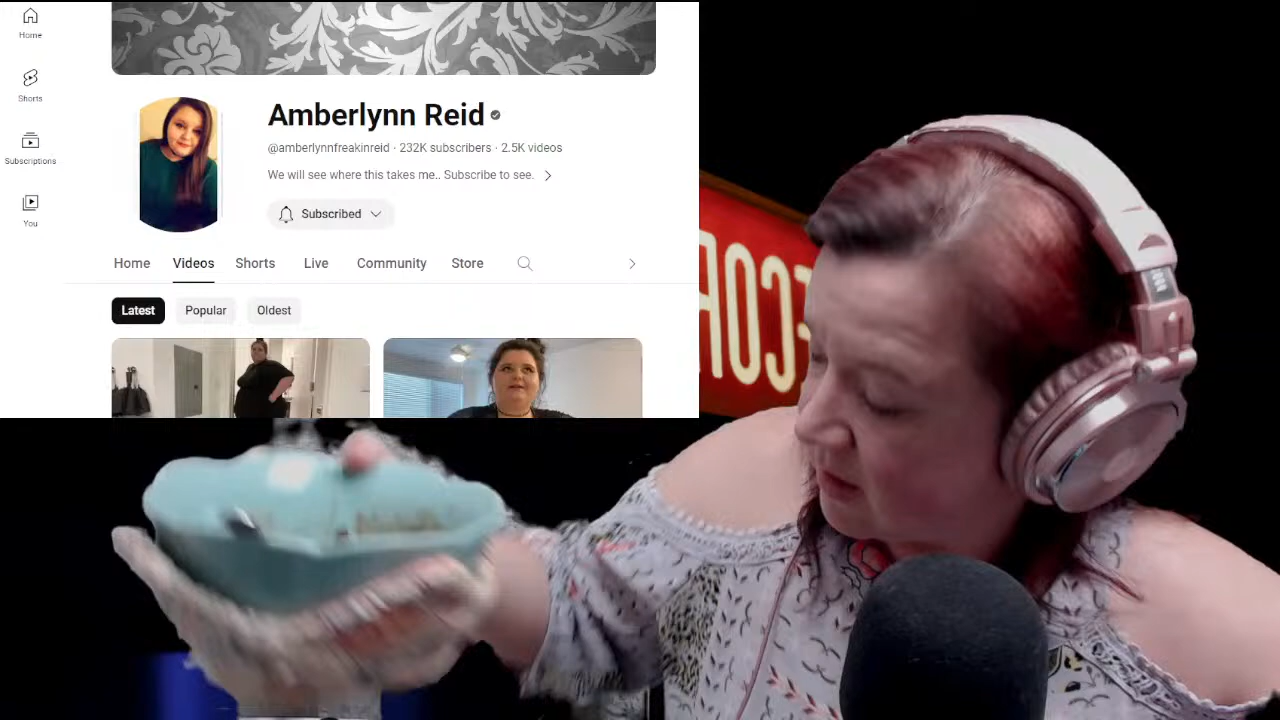 Home
Shorts
Subscriptions
You
Amberlynn Reid
@amberlynnfreakinreid · 232K subscribers · 2.5K videos
We will see where this takes me.. Subscribe to see.
Subscribed
Home Videos Shorts Live Community Store
Latest Popular Oldest